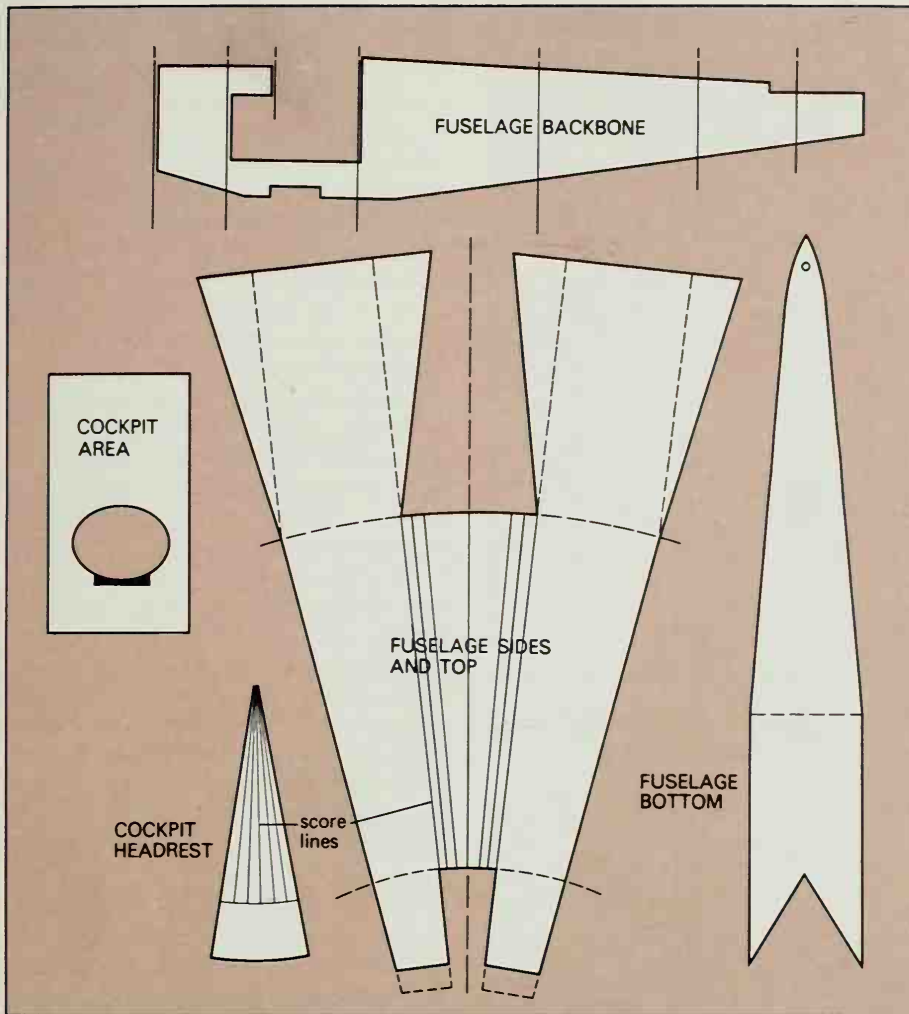 FUSELAGE BACKBONE
COCKPIT
AREA
FUSELAGE SIDES
AND TOP
COCKPIT
HEADREST
score
lines
FUSELAGE
BOTTOM